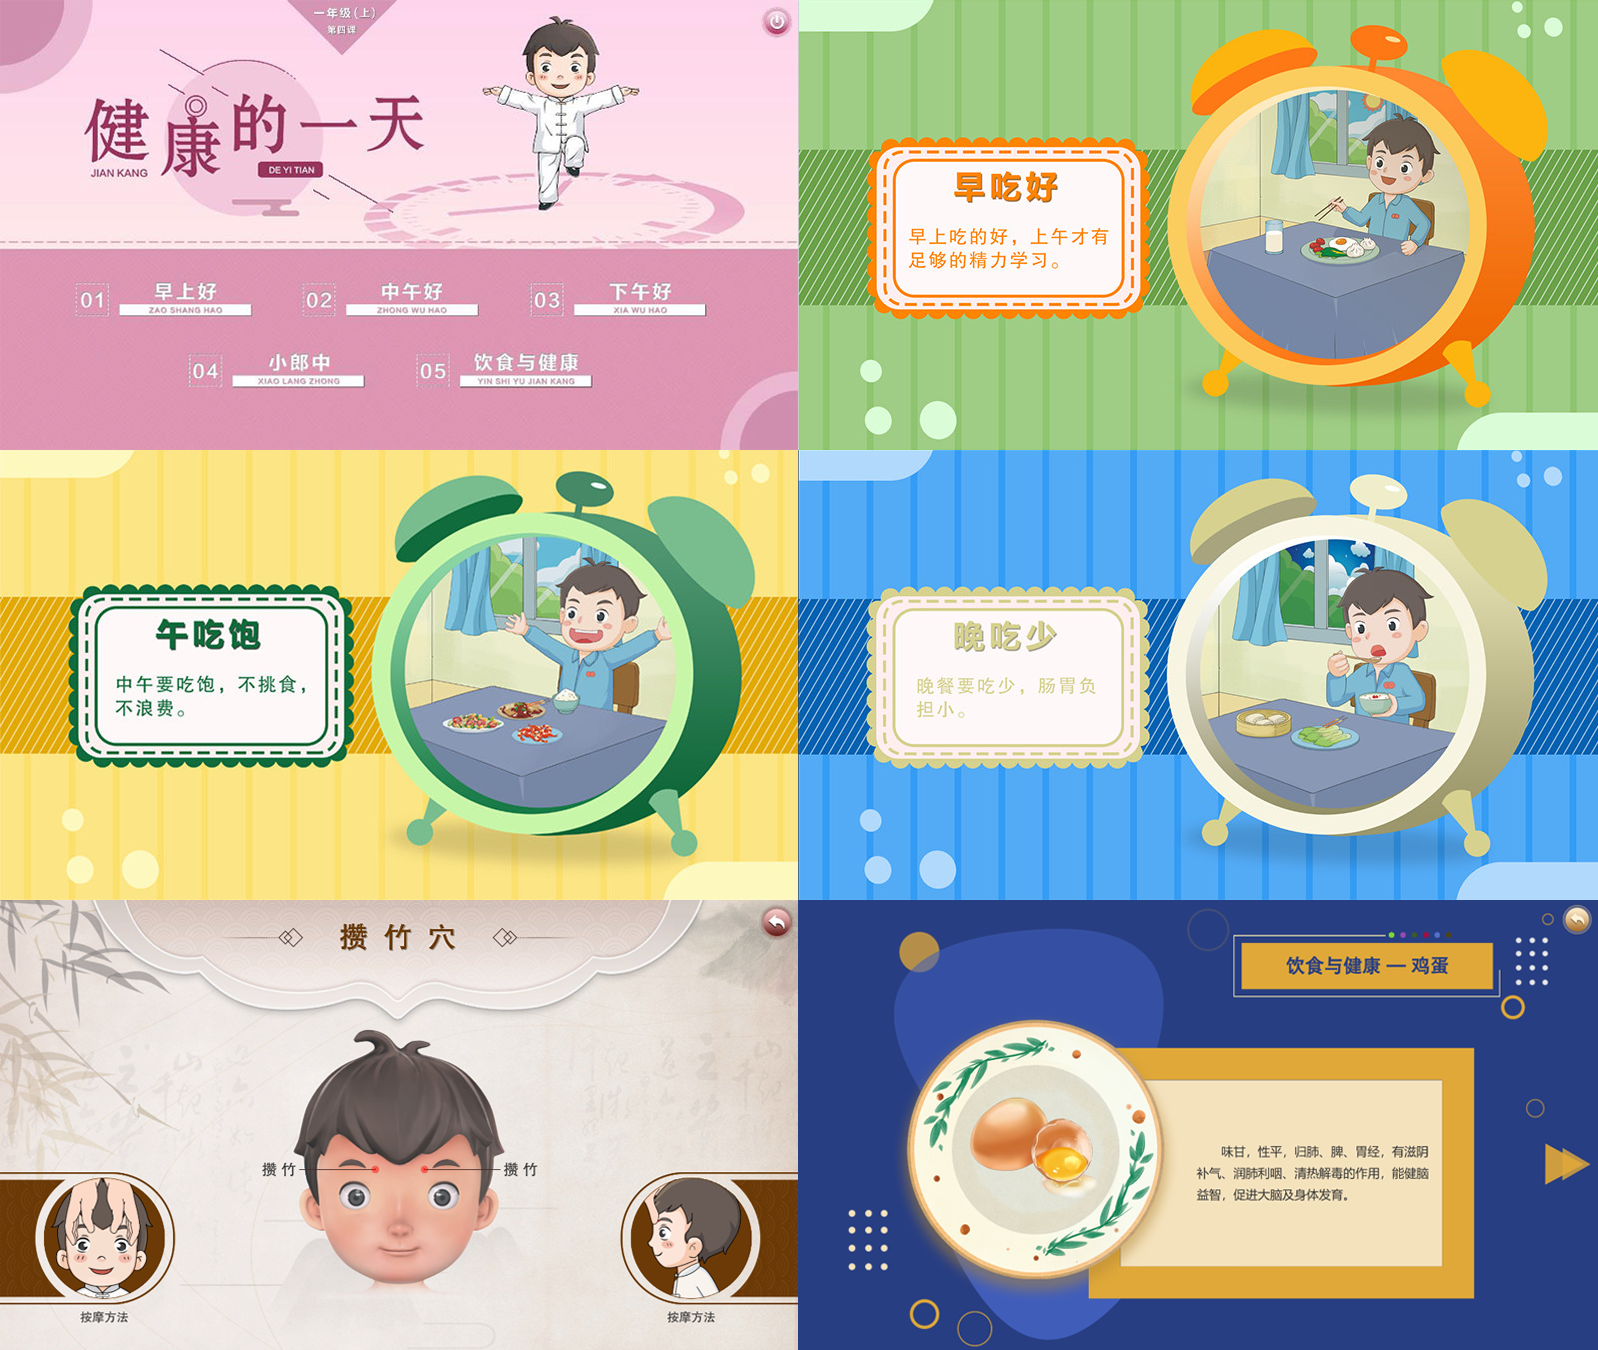 一年级(上)
第四课
健康的一天
JIAN KANG
DE YI TIAN
01 早上好
ZAO SHANG HAO
02 中午好
ZHONG WU HAO
03 下午好
XIA WU HAO
04 小郎中
XIAO LANG ZHONG
05 饮食与健康
YIN SHI YU JIAN KANG
早吃好
早上吃的好，上午才有
足够的精力学习。
午吃饱
中午要吃饱，不挑食，
不浪费。
晚吃少
晚餐要吃少，肠胃负
担小。
攒竹穴
攒竹
攒竹
按摩方法
按摩方法
饮食与健康 — 鸡蛋
味甘，性平，归肺、脾、胃经，有滋阴
补气、润肺利咽、清热解毒的作用，能健脑
益智，促进大脑及身体发育。